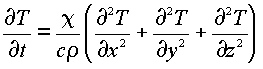 ∂T/∂t = χ/cρ (∂²T/∂x² + ∂²T/∂y² + ∂²T/∂z²)